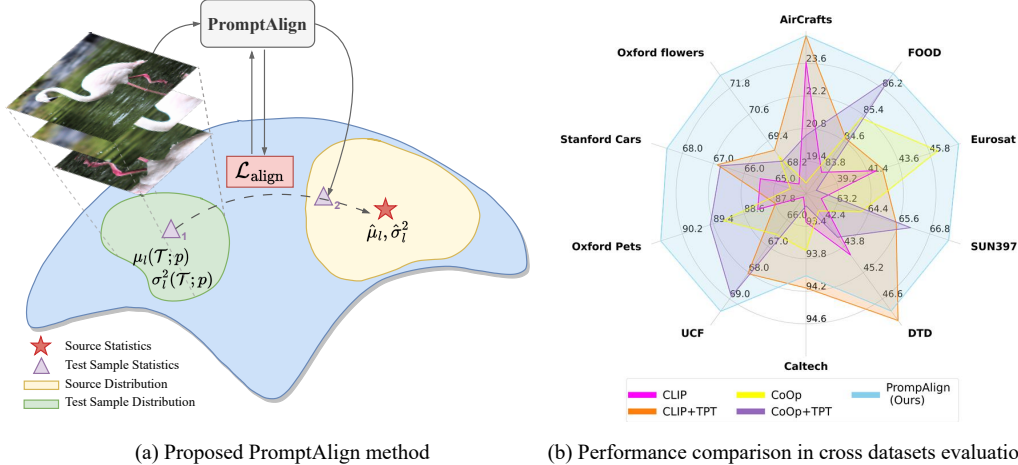 PromptAlign
𝓛align
2
1
μ̂l, σ̂l²
μl(𝒯; p)
σl²(𝒯; p)
Source Statistics
Test Sample Statistics
Source Distribution
Test Sample Distribution
(a) Proposed PromptAlign method
AirCrafts
Oxford flowers
FOOD
Stanford Cars
Eurosat
Oxford Pets
SUN397
UCF
DTD
Caltech
23.6
22.2
20.8
19.4
86.2
85.4
84.6
83.8
45.8
43.6
41.4
39.2
66.8
65.6
64.4
63.2
46.6
45.2
43.8
42.4
94.6
94.2
93.8
69.0
68.0
67.0
66.0
90.2
89.4
88.6
87.8
68.0
67.0
66.0
65.0
71.8
70.6
69.4
CLIP
CLIP+TPT
CoOp
CoOp+TPT
PrompAlign
(Ours)
(b) Performance comparison in cross datasets evaluatio